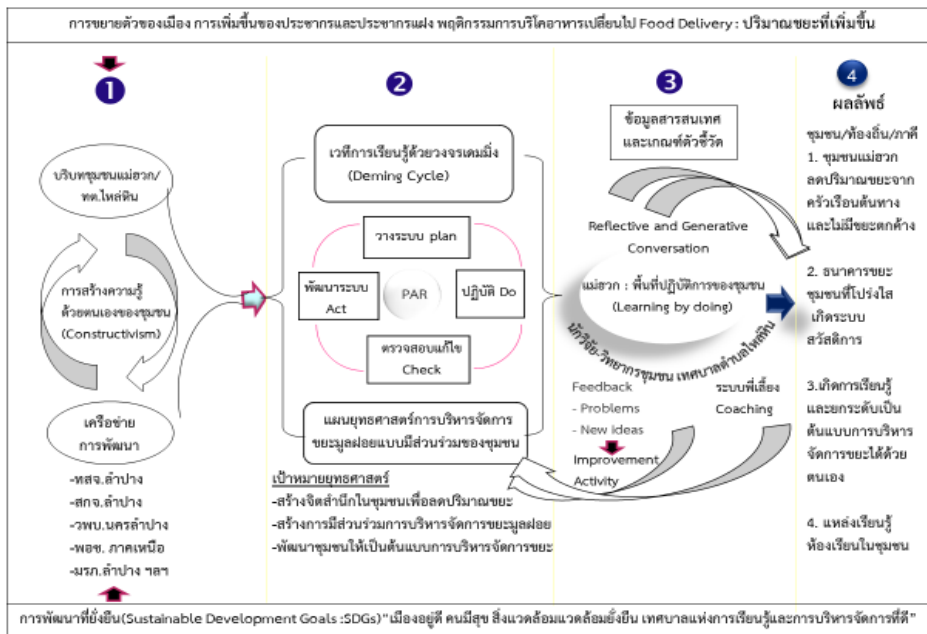 การขยายตัวของเมือง การเพิ่มขึ้นของประชากรและประชากรแฝง พฤติกรรมการบริโภคอาหารเปลี่ยนไป Food Delivery : ปริมาณขยะที่เพิ่มขึ้น
1
บริบทชุมชนแม่ฮวก/
ทต.ไหล่หิน
การสร้างความรู้
ด้วยตนเองของชุมชน
(Constructivism)
เครือข่าย
การพัฒนา
-ทสจ.ลำปาง
-สกจ.ลำปาง
-วพบ.นครลำปาง
-พอช. ภาคเหนือ
-มรภ.ลำปาง ฯลฯ
2
เวทีการเรียนรู้ด้วยวงจรเดมมิ่ง
(Deming Cycle)
วางระบบ plan
พัฒนาระบบ
Act
PAR
ปฏิบัติ Do
ตรวจสอบแก้ไข
Check
แผนยุทธศาสตร์การบริหารจัดการ
ขยะมูลฝอยแบบมีส่วนร่วมของชุมชน
เป้าหมายยุทธศาสตร์
-สร้างจิตสำนึกในชุมชนเพื่อลดปริมาณขยะ
-สร้างการมีส่วนร่วมการบริหารจัดการขยะมูลฝอย
-พัฒนาชุมชนให้เป็นต้นแบบการบริหารจัดการขยะ
3
ข้อมูลสารสนเทศ
และเกณฑ์ตัวชี้วัด
Reflective and Generative
Conversation
แม่ฮวก : พื้นที่ปฏิบัติการของชุมชน
(Learning by doing)
นักวิจัย-วิทยากรชุมชน เทศบาลตำบลไหล่หิน
Feedback
- Problems
- New ideas
Improvement
Activity
ระบบพี่เลี้ยง
Coaching
4
ผลลัพธ์
ชุมชน/ท้องถิ่น/ภาคี
1. ชุมชนแม่ฮวก
ลดปริมาณขยะจาก
ครัวเรือนต้นทาง
และไม่มีขยะตกค้าง
2. ธนาคารขยะ
ชุมชนที่โปร่งใส
เกิดระบบ
สวัสดิการ
3.เกิดการเรียนรู้
และยกระดับเป็น
ต้นแบบการบริหาร
จัดการขยะได้ด้วย
ตนเอง
4. แหล่งเรียนรู้
ห้องเรียนในชุมชน
การพัฒนาที่ยั่งยืน(Sustainable Development Goals :SDGs)"เมืองอยู่ดี คนมีสุข สิ่งแวดล้อมแวดล้อมยั่งยืน เทศบาลแห่งการเรียนรู้และการบริหารจัดการที่ดี"